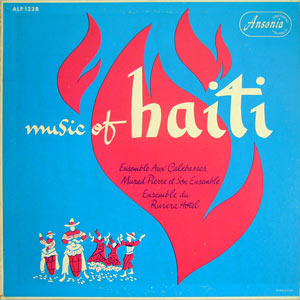 ALP 1238
Ansonia
music of haiti
Ensemble Aux Calebasses
Murad Pierre et Son Ensemble
Ensemble du
Riviera Hotel